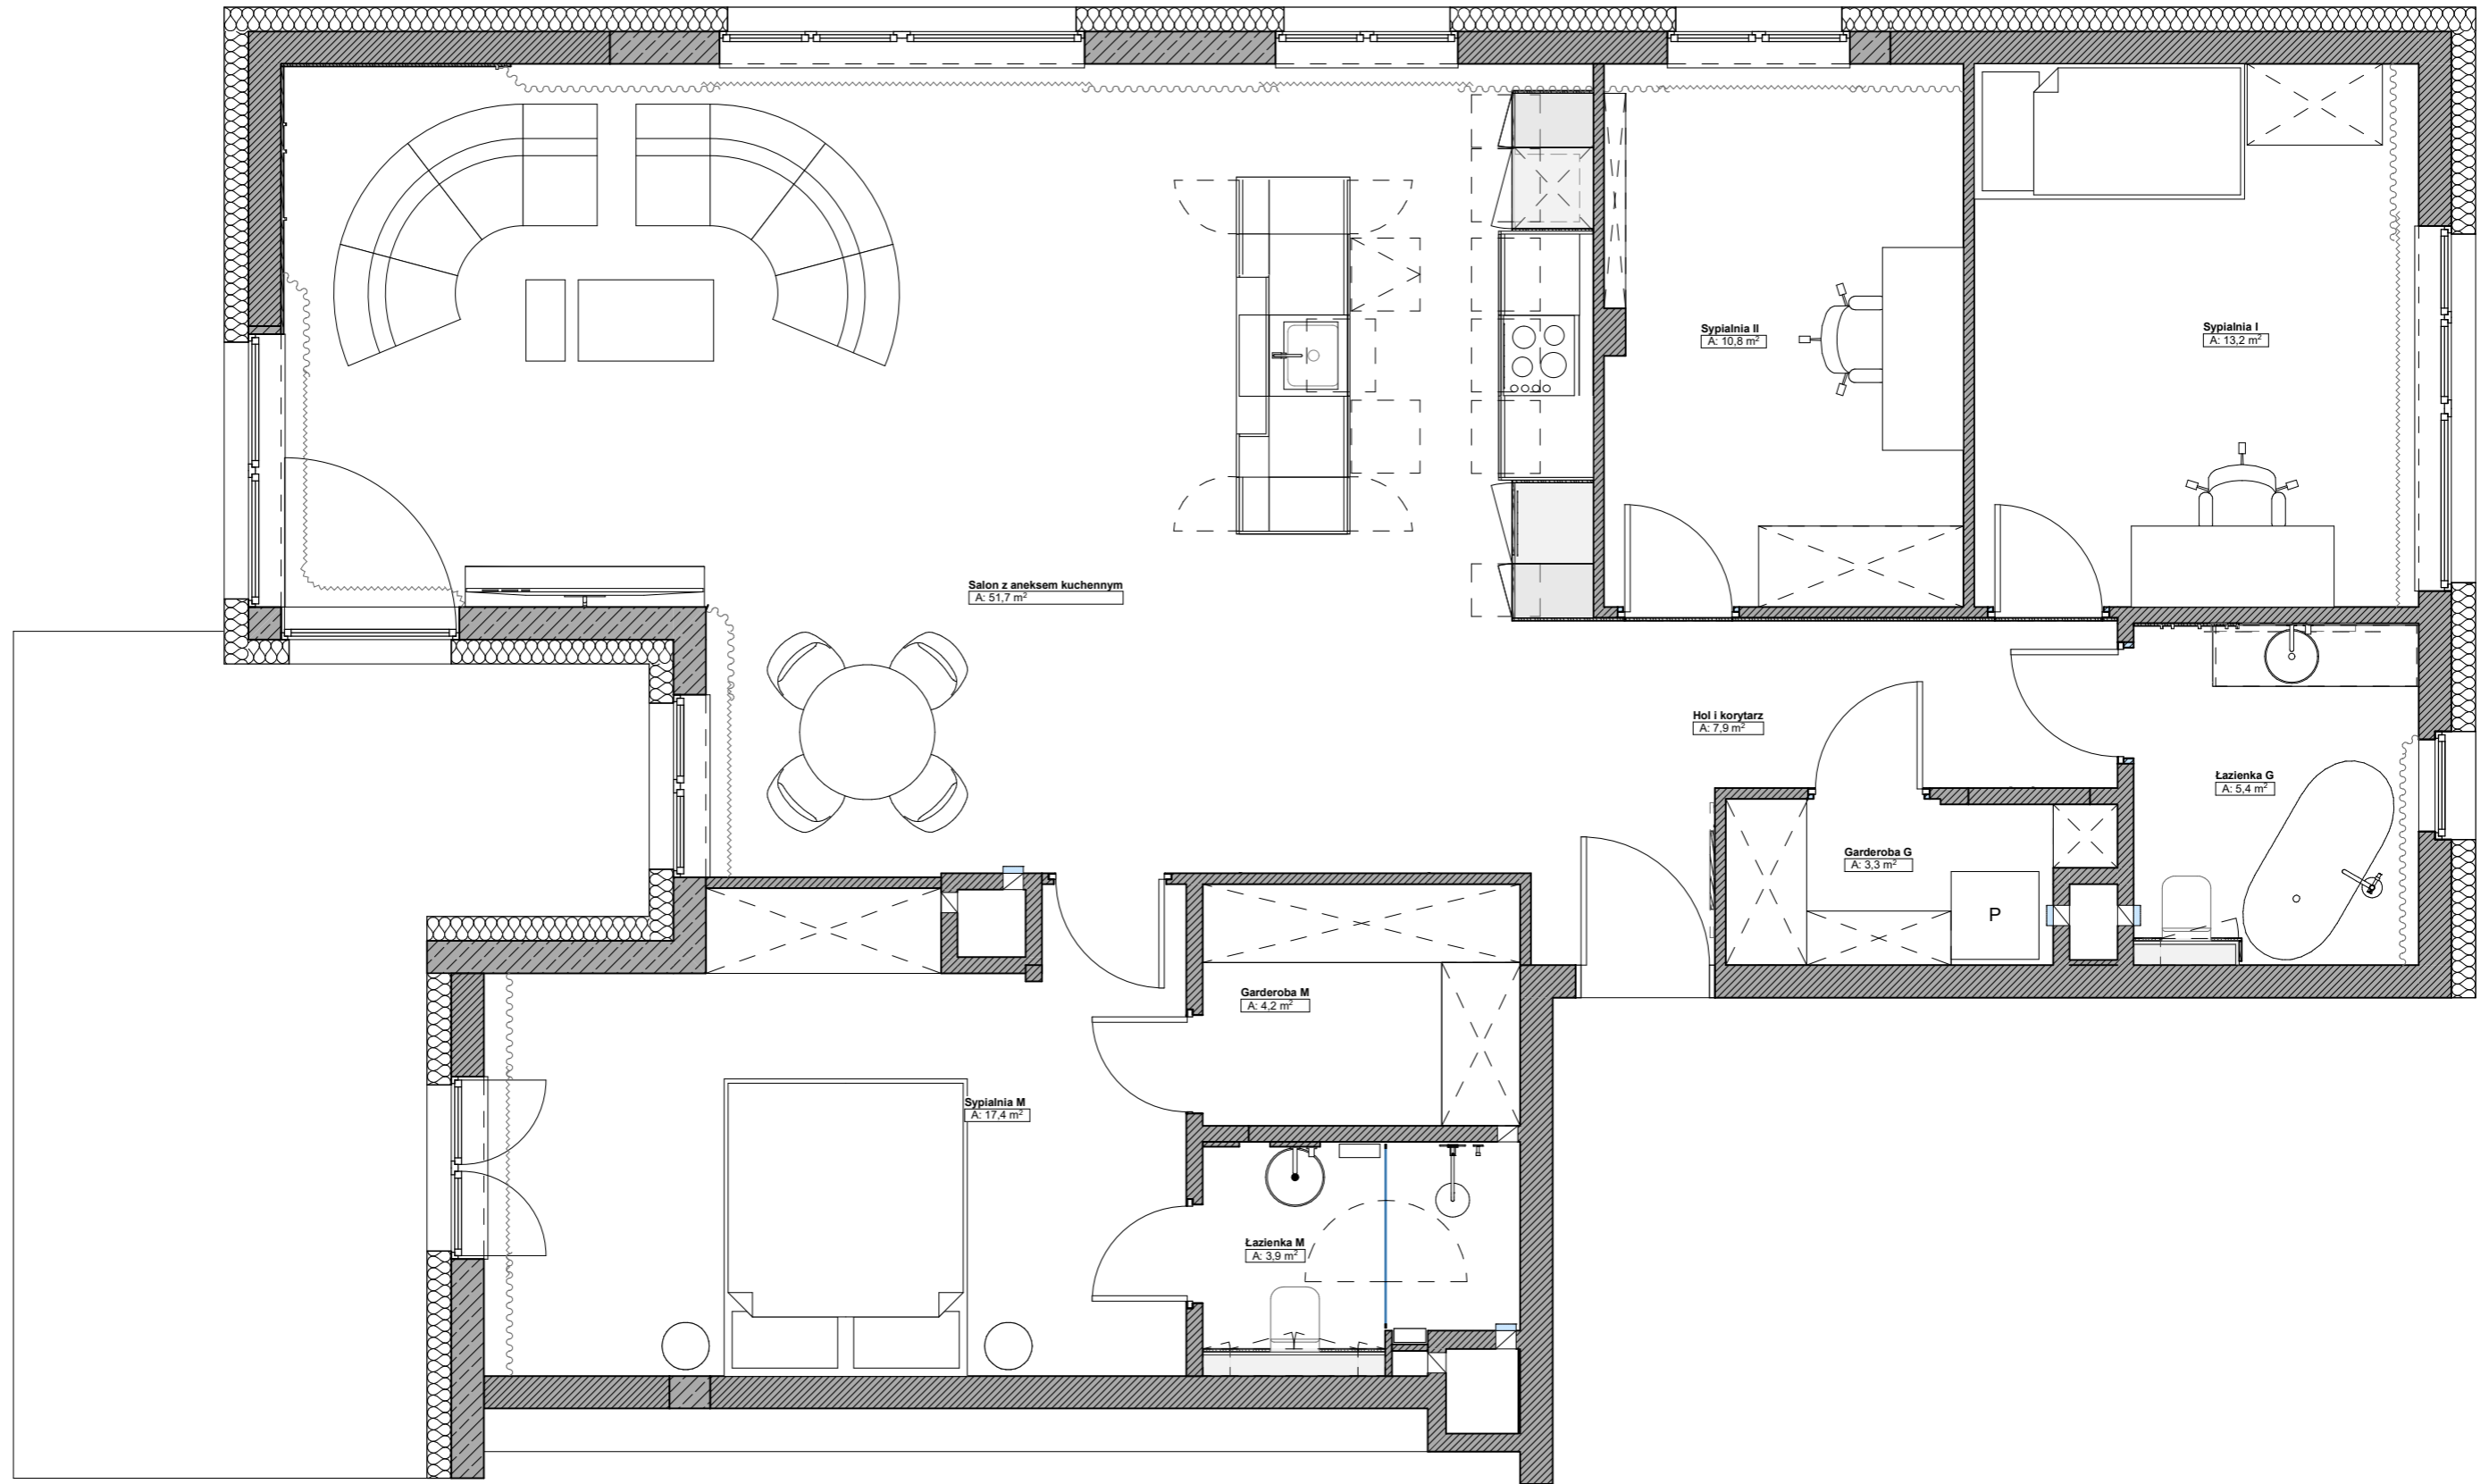 Sypialnia II
A: 10,8 m²
Sypialnia I
A: 13,2 m²
Salon z aneksem kuchennym
A: 51,7 m²
Hol i korytarz
A: 7,9 m²
Łazienka G
A: 5,4 m²
Garderoba G
A: 3,3 m²
P
Garderoba M
A: 4,2 m²
Sypialnia M
A: 17,4 m²
Łazienka M
A: 3,9 m²